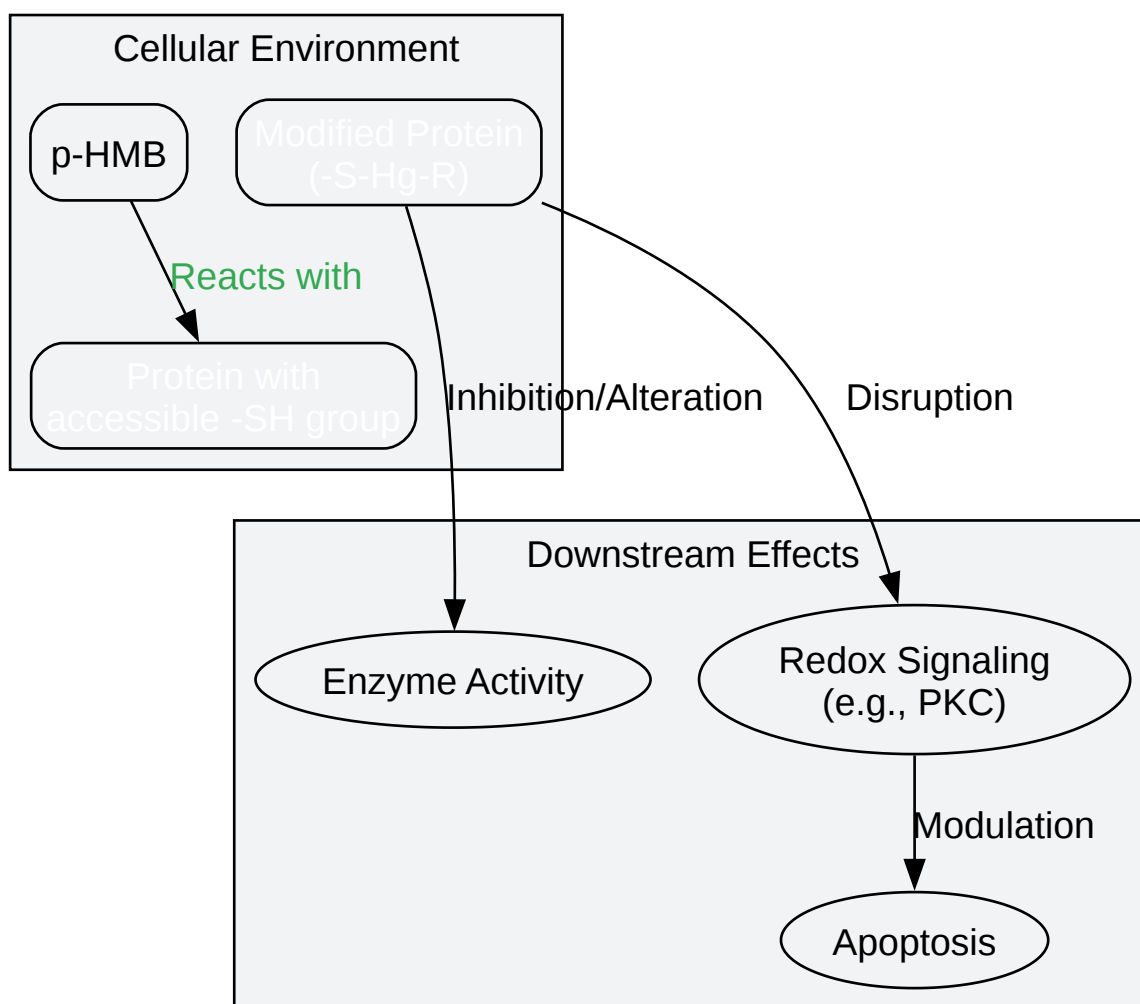 Cellular Environment
p-HMB
Modified Protein
(-S-Hg-R)
Reacts with
Protein with
accessible -SH group
Inhibition/Alteration
Disruption
Downstream Effects
Enzyme Activity
Redox Signaling
(e.g., PKC)
Modulation
Apoptosis